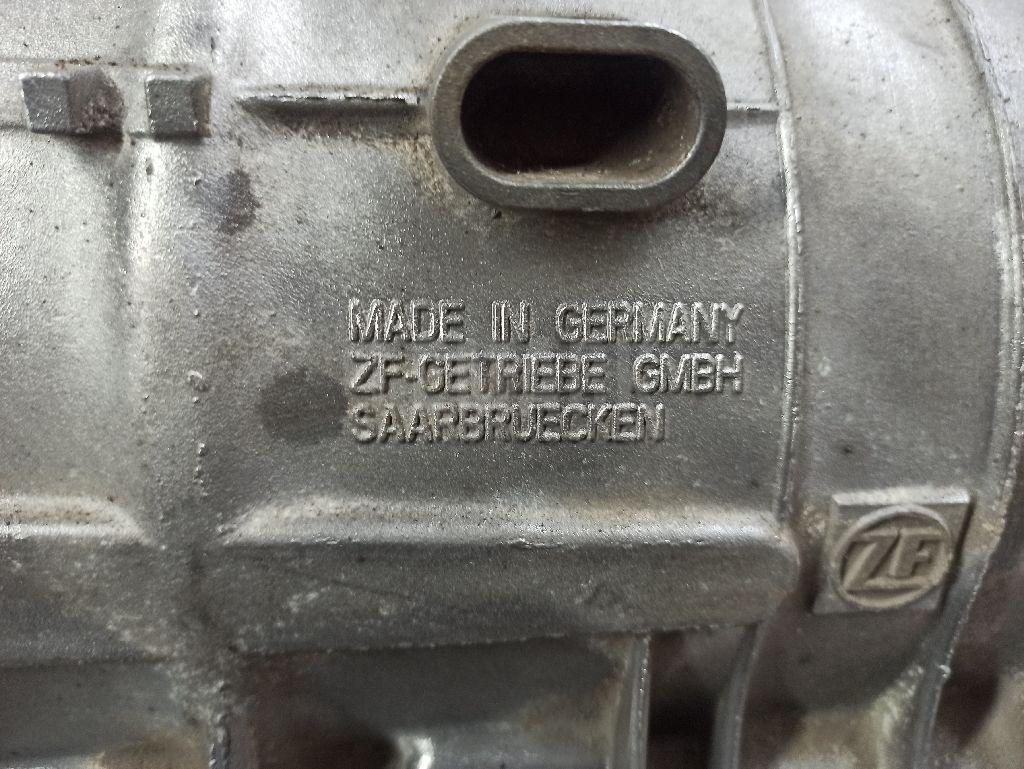 MADE IN GERMANY
ZF-GETRIEBE GMBH
SAARBRUECKEN
ZF